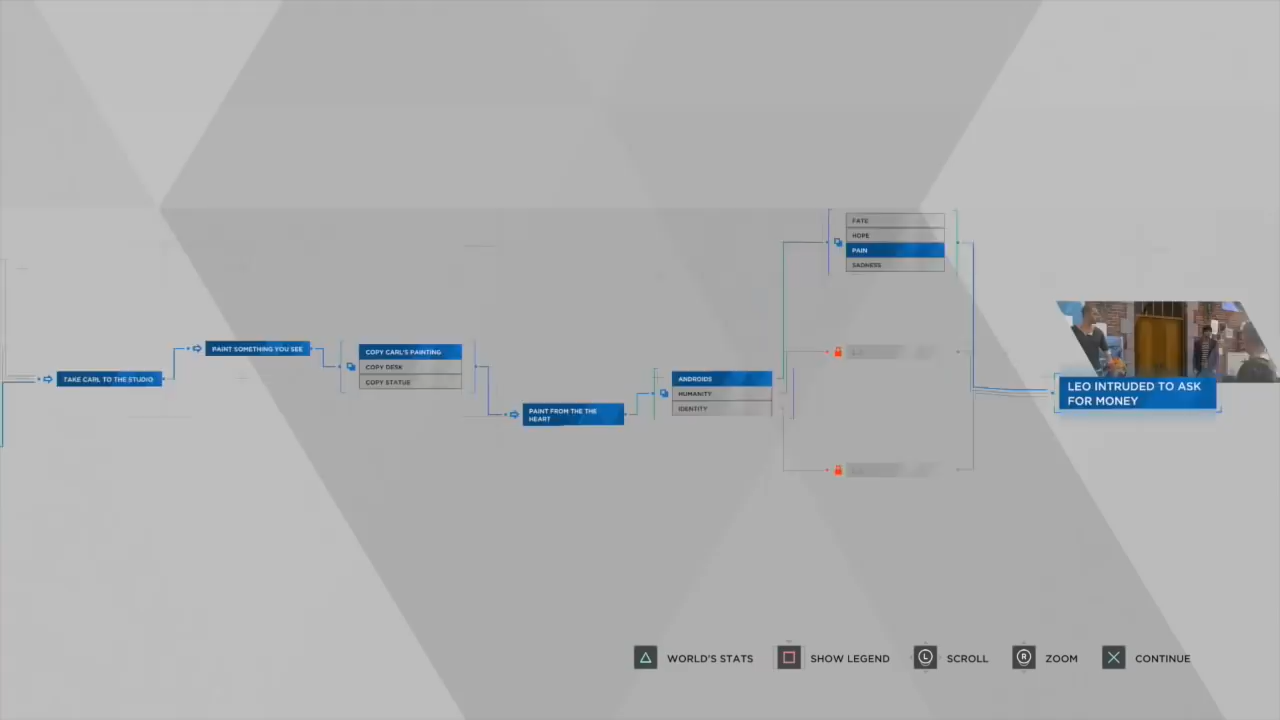 FATE
HOPE
PAIN
SADNESS
PAINT SOMETHING YOU SEE
COPY CARL'S PAINTING
COPY DESK
COPY STATUE
TAKE CARL TO THE STUDIO
ANDROIDS
HUMANITY
IDENTITY
PAINT FROM THE THE
HEART
LEO INTRUDED TO ASK
FOR MONEY
WORLD'S STATS
SHOW LEGEND
L
SCROLL
R
ZOOM
CONTINUE